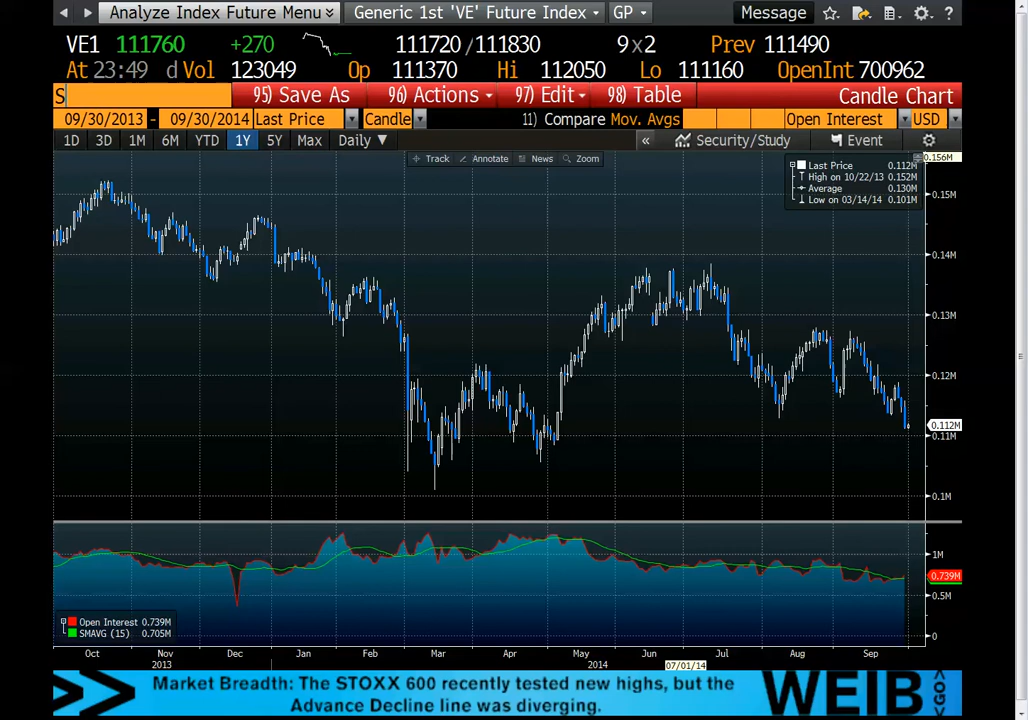 Analyze Index Future Menu Generic 1st 'VE' Future Index GP Message ?
VE1 111760 +270 111720 /111830 9×2 Prev 111490
At 23:49 d Vol 123049 Op 111370 Hi 112050 Lo 111160 OpenInt 700962
S 95) Save As 96) Actions 97) Edit 98) Table Candle Chart
09/30/2013 - 09/30/2014 Last Price Candle 11) Compare Mov. Avgs Open Interest USD
1D 3D 1M 6M YTD 1Y 5Y Max Daily ▼ « Security/Study Event
Track Annotate News Zoom
0.156M
Last Price 0.112M
High on 10/22/13 0.152M
Average 0.130M
Low on 03/14/14 0.101M
0.15M
0.14M
0.13M
0.12M
0.112M
0.11M
0.1M
1M
0.739M
0.5M
0
Open Interest 0.739M
SMAVG (15) 0.705M
Oct Nov Dec Jan Feb Mar Apr May Jun Jul Aug Sep
2013 2014 07/01/14
Market Breadth: The STOXX 600 recently tested new highs, but the
Advance Decline line was diverging.
WEIB <GO>